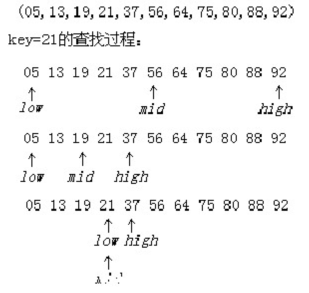 (05,13,19,21,37,56,64,75,80,88,92)
key=21的查找过程：
05 13 19 21 37 56 64 75 80 88 92
↑ ↑ ↑
low mid high
05 13 19 21 37 56 64 75 80 88 92
↑ ↑ ↑
low mid high
05 13 19 21 37 56 64 75 80 88 92
↑ ↑
low high
↑